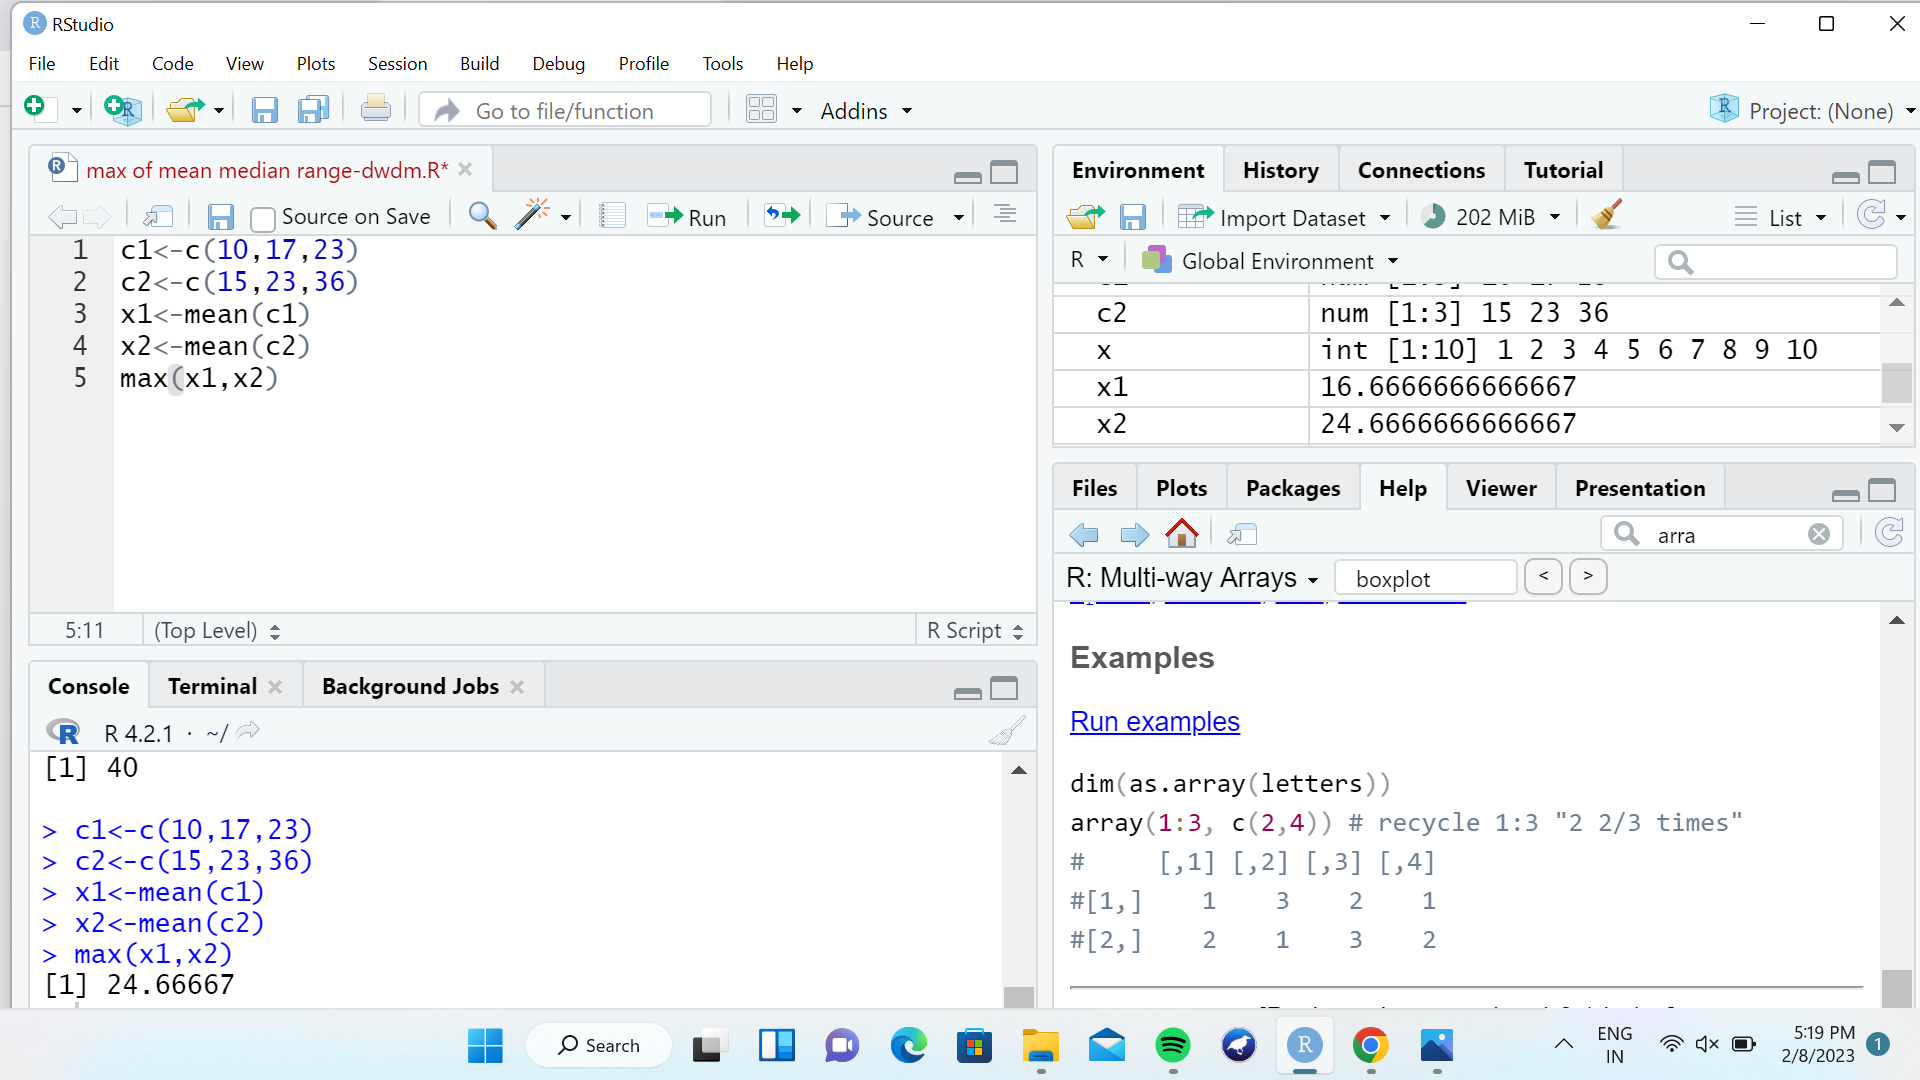 RStudio
File Edit Code View Plots Session Build Debug Profile Tools Help
Go to file/function Addins Project: (None)
max of mean median range-dwdm.R*
Source on Save Run Source
1 c1<-c(10,17,23)
2 c2<-c(15,23,36)
3 x1<-mean(c1)
4 x2<-mean(c2)
5 max(x1,x2)
5:11 (Top Level) R Script
Console Terminal Background Jobs
R 4.2.1 · ~/
[1] 40
> c1<-c(10,17,23)
> c2<-c(15,23,36)
> x1<-mean(c1)
> x2<-mean(c2)
> max(x1,x2)
[1] 24.66667
Environment History Connections Tutorial
Import Dataset 202 MiB List
R Global Environment
c2 num [1:3] 15 23 36
x int [1:10] 1 2 3 4 5 6 7 8 9 10
x1 16.6666666666667
x2 24.6666666666667
Files Plots Packages Help Viewer Presentation
arra
R: Multi-way Arrays boxplot < >
Examples
Run examples
dim(as.array(letters))
array(1:3, c(2,4)) # recycle 1:3 "2 2/3 times"
# [,1] [,2] [,3] [,4]
#[1,] 1 3 2 1
#[2,] 2 1 3 2
Search
ENG
IN
5:19 PM
2/8/2023
1